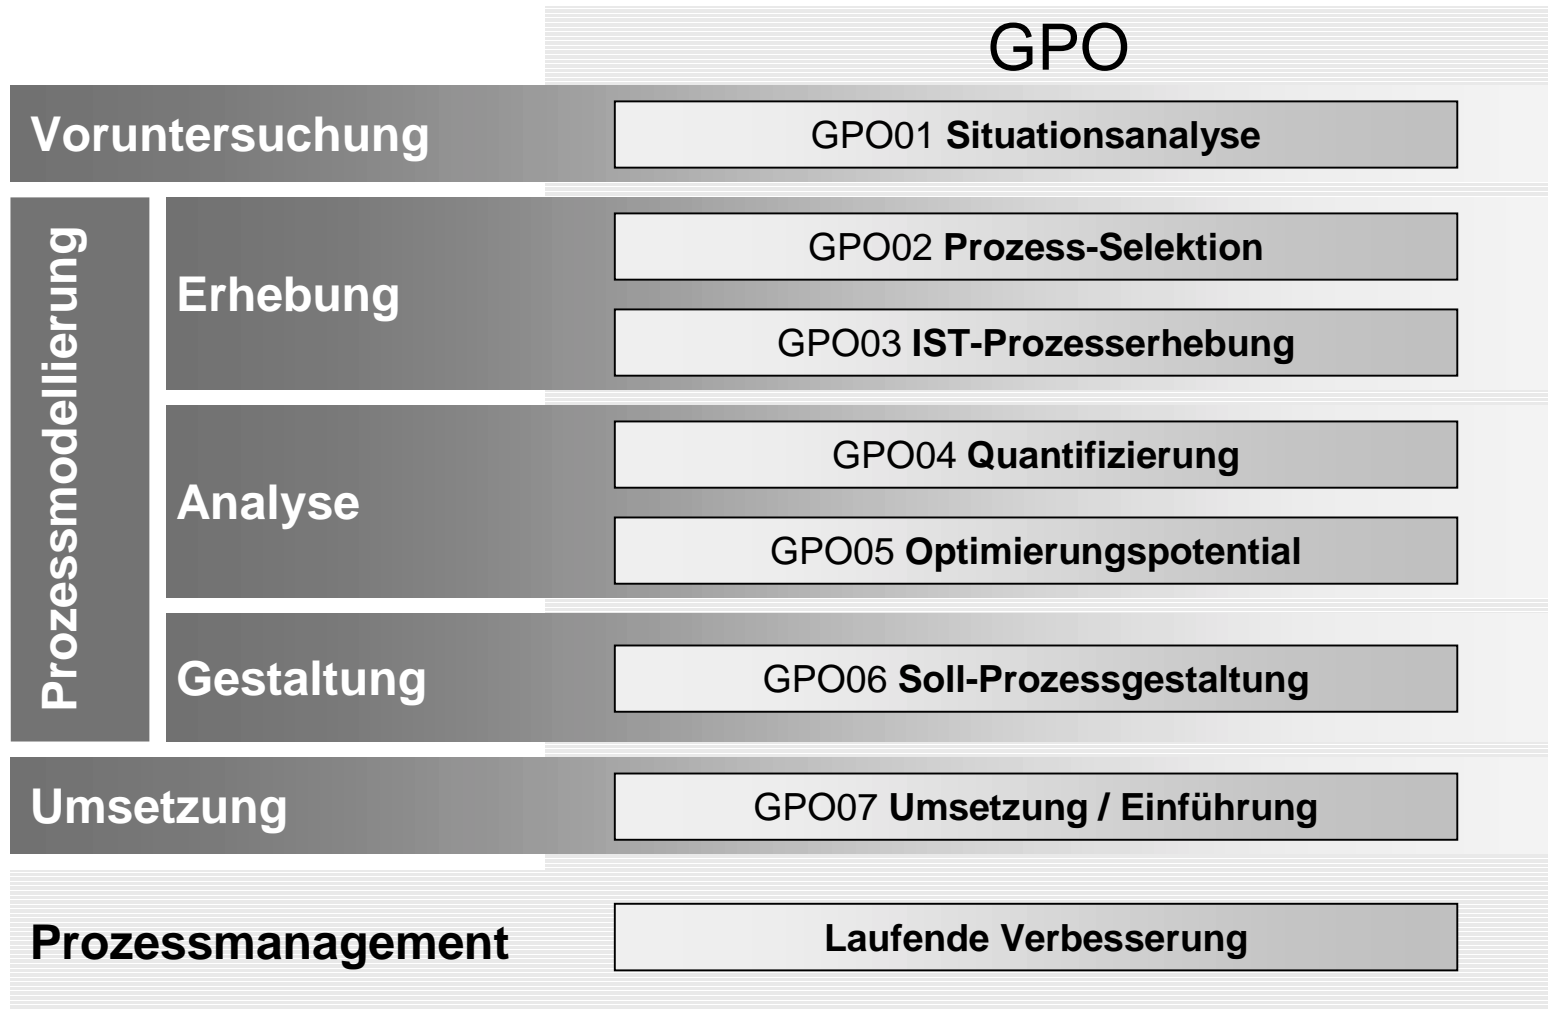 GPO
Voruntersuchung
GPO01 Situationsanalyse
Prozessmodellierung
Erhebung
GPO02 Prozess-Selektion
GPO03 IST-Prozesserhebung
Analyse
GPO04 Quantifizierung
GPO05 Optimierungspotential
Gestaltung
GPO06 Soll-Prozessgestaltung
Umsetzung
GPO07 Umsetzung / Einführung
Prozessmanagement
Laufende Verbesserung